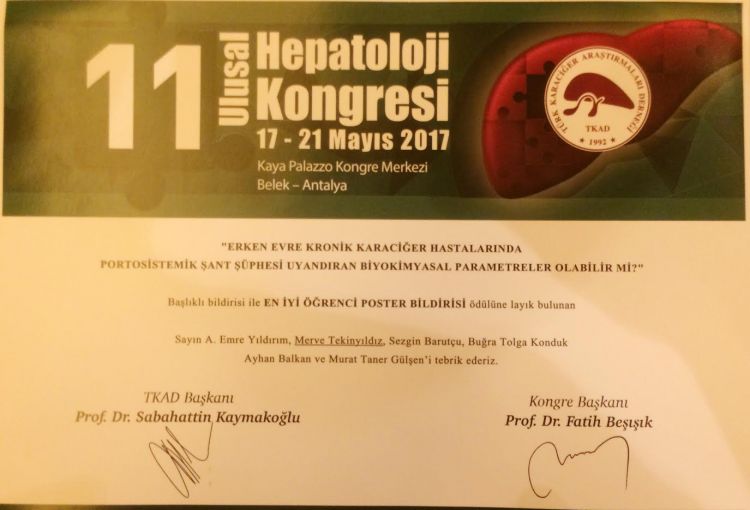 11
Ulusal
Hepatoloji
Kongresi
17 - 21 Mayıs 2017
Kaya Palazzo Kongre Merkezi
Belek – Antalya
TÜRK KARACİĞER ARAŞTIRMALARI DERNEĞİ
TKAD
1992
"ERKEN EVRE KRONİK KARACİĞER HASTALARINDA
PORTOSİSTEMİK ŞANT ŞÜPHESİ UYANDIRAN BİYOKİMYASAL PARAMETRELER OLABİLİR Mİ?"
Başlıklı bildirisi ile EN İYİ ÖĞRENCİ POSTER BİLDİRİSİ ödülüne layık bulunan
Sayın A. Emre Yıldırım, Merve Tekinyıldız, Sezgin Barutçu, Buğra Tolga Konduk
Ayhan Balkan ve Murat Taner Gülşen'i tebrik ederiz.
TKAD Başkanı
Prof. Dr. Sabahattin Kaymakoğlu
Kongre Başkanı
Prof. Dr. Fatih Beşışık